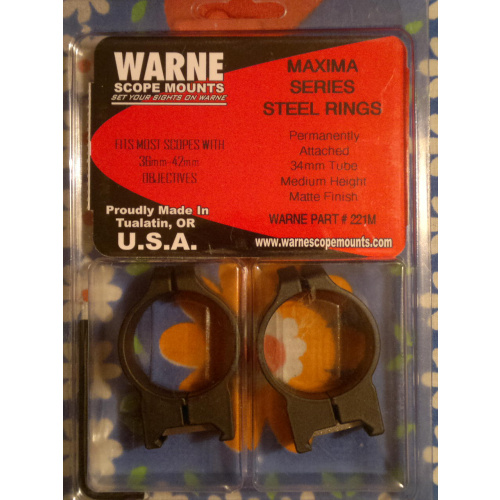 WARNE
SCOPE MOUNTS
SET YOUR SIGHTS ON WARNE
FITS MOST SCOPES WITH
38mm-42mm
OBJECTIVES
Proudly Made In
Tualatin, OR
U.S.A.
MAXIMA
SERIES
STEEL RINGS
Permanently
Attached
34mm Tube
Medium Height
Matte Finish
WARNE PART # 221M
www.warnescopemounts.com